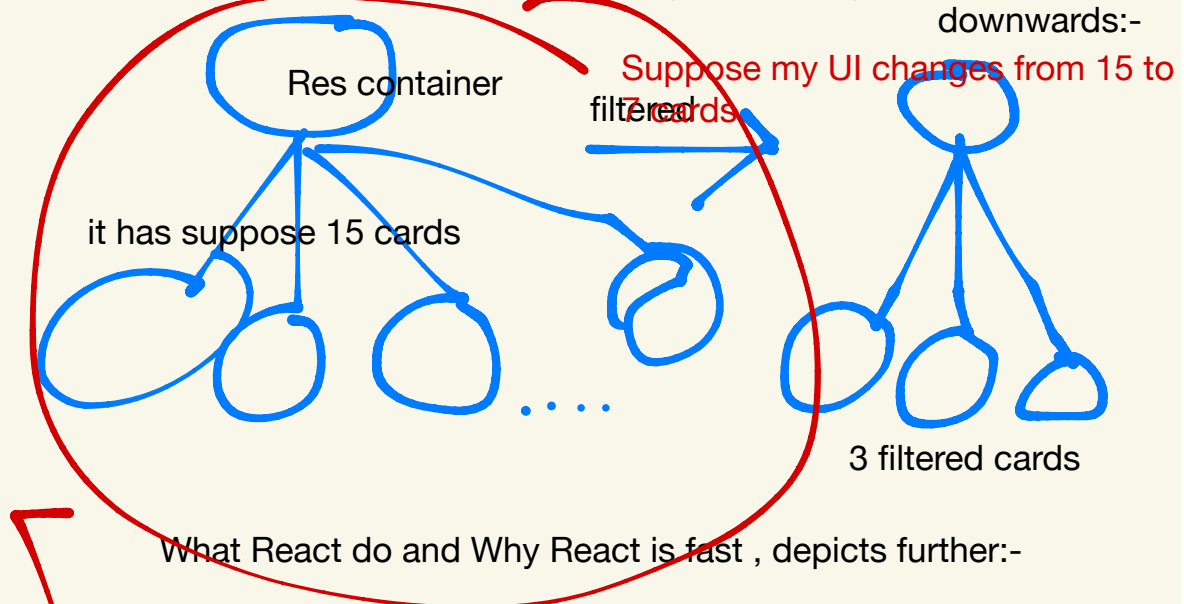 downwards:-
Suppose my UI changes from 15 to
7 cards
Res container
filtered
it has suppose 15 cards
3 filtered cards
What React do and Why React is fast , depicts further:-